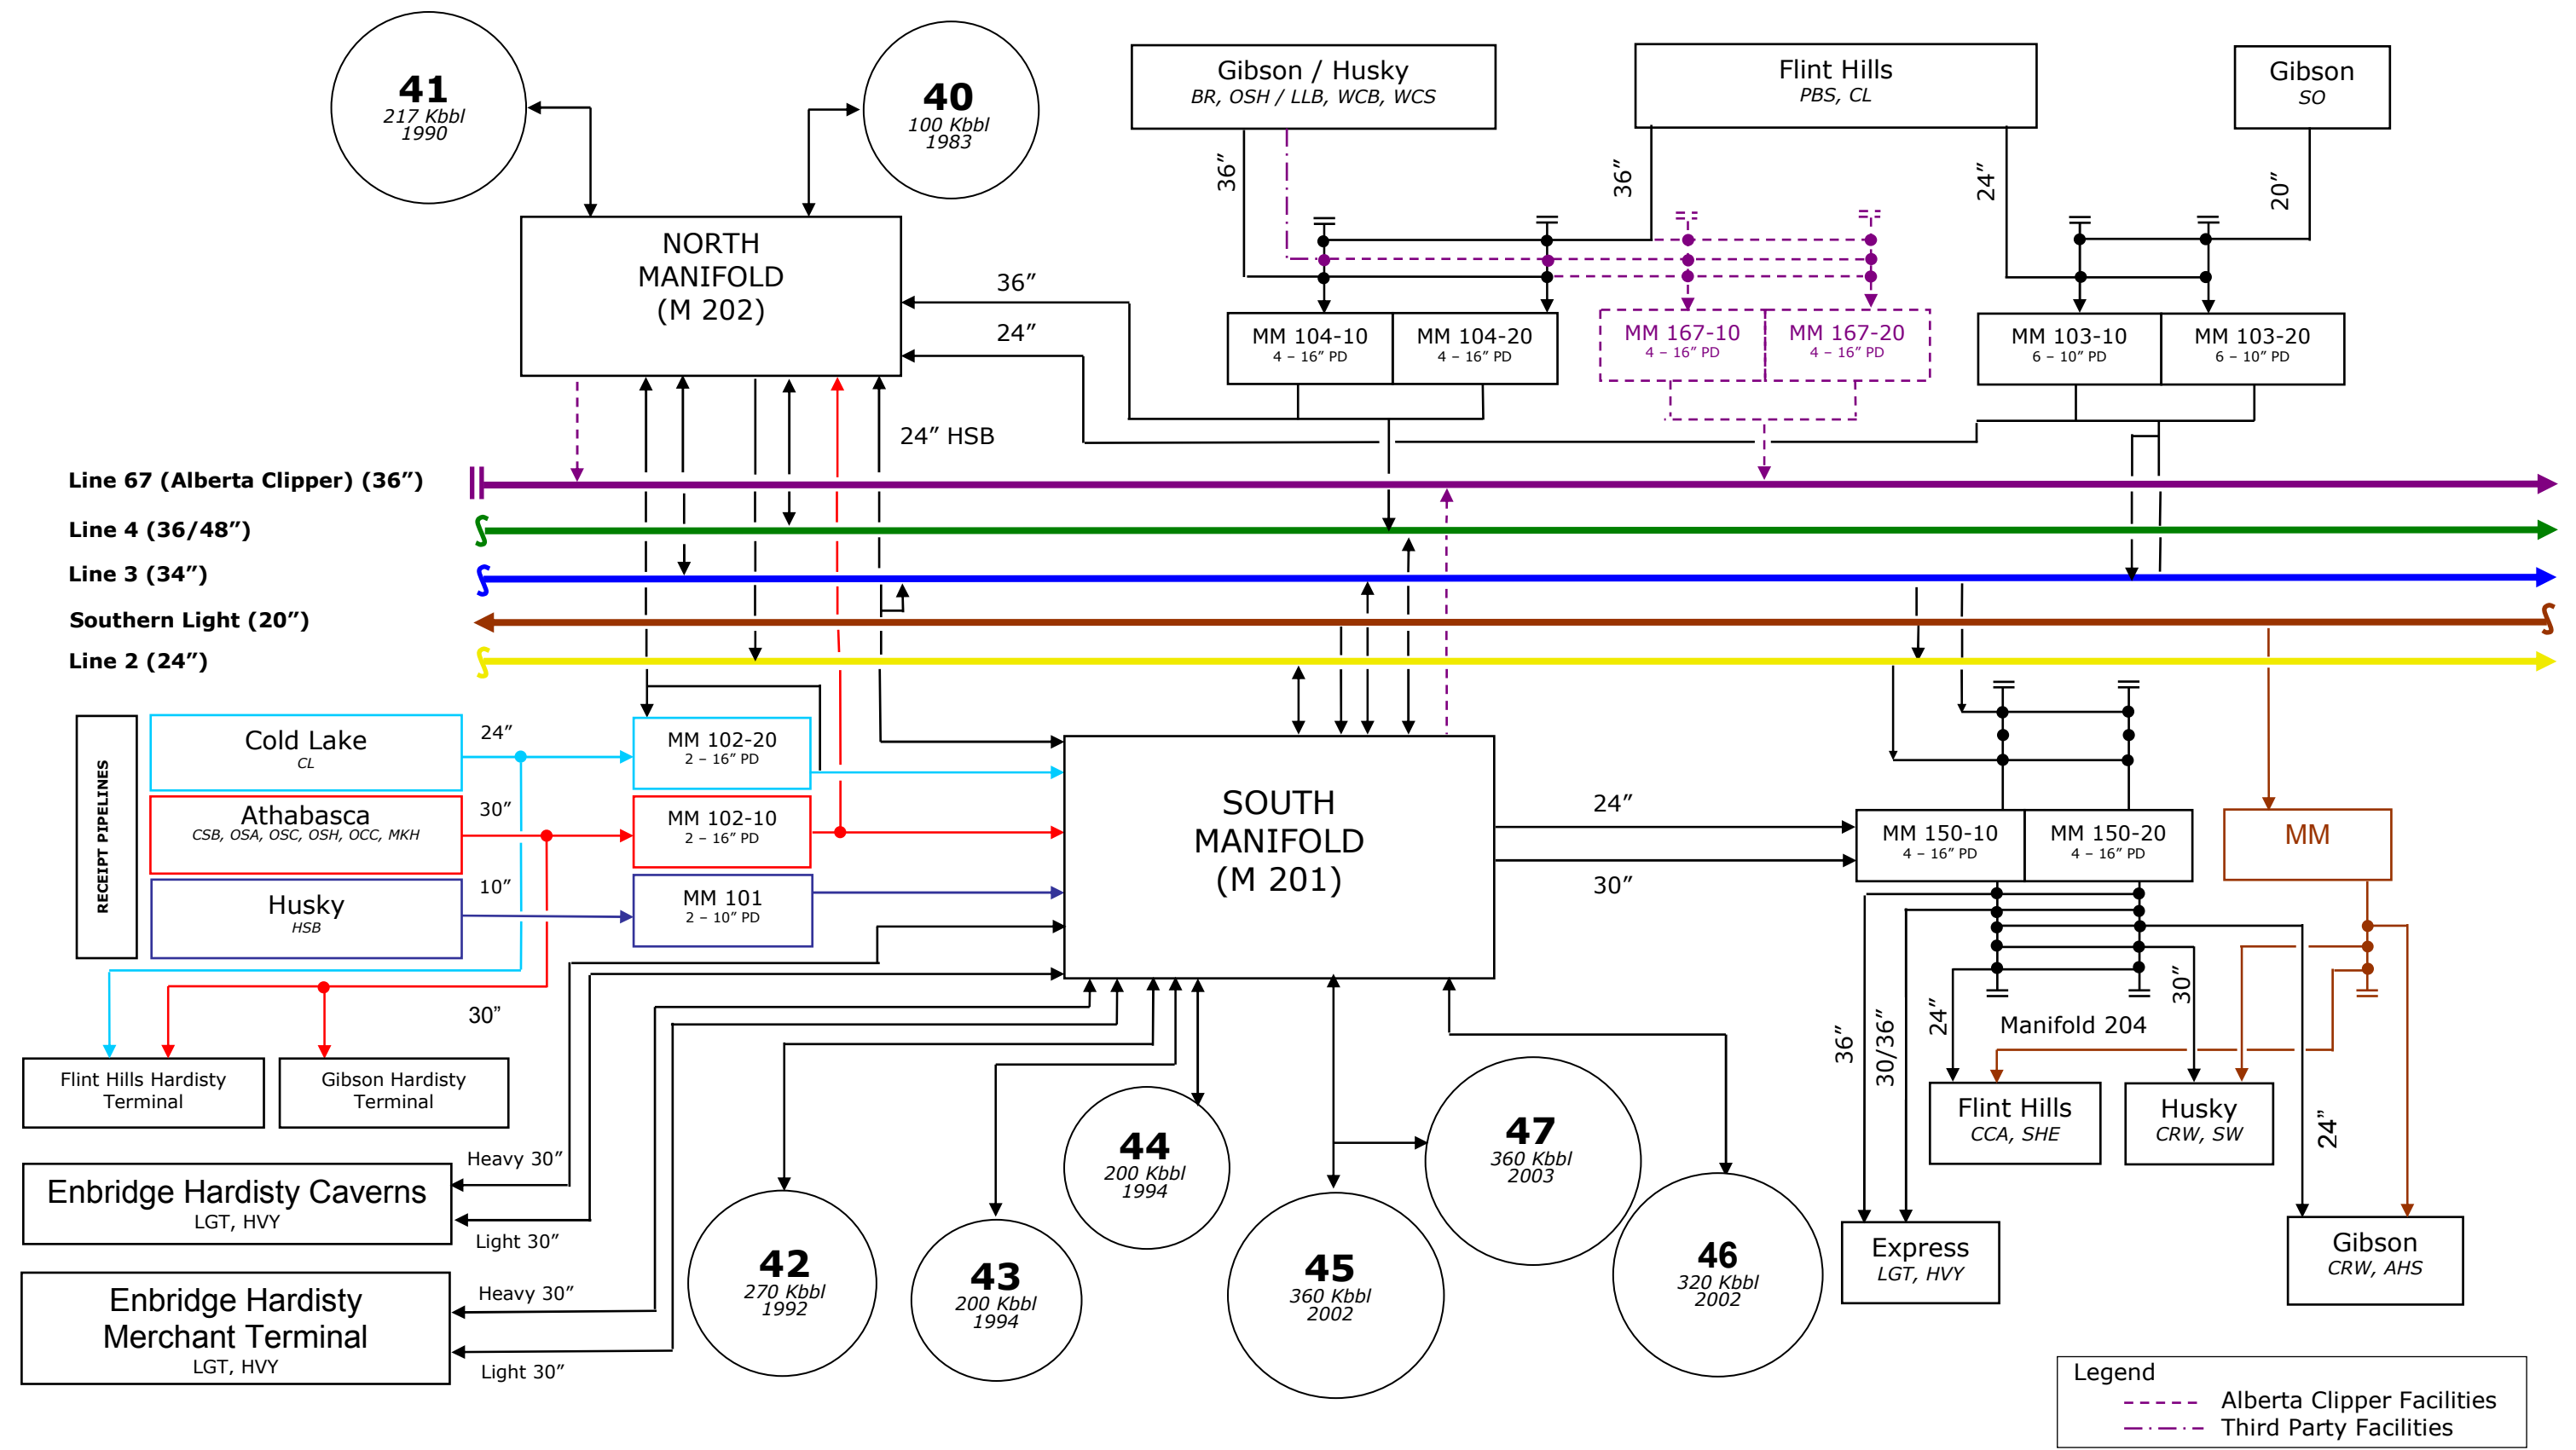 41
217 Kbbl
1990
40
100 Kbbl
1983
Gibson / Husky
BR, OSH / LLB, WCB, WCS
Flint Hills
PBS, CL
Gibson
SO
36”
36”
24”
20”
NORTH
MANIFOLD
(M 202)
36”
24”
MM 104-10
4 – 16” PD
MM 104-20
4 – 16” PD
MM 167-10
4 – 16” PD
MM 167-20
4 – 16” PD
MM 103-10
6 – 10” PD
MM 103-20
6 – 10” PD
24” HSB
Line 67 (Alberta Clipper) (36”)
Line 4 (36/48”)
Line 3 (34”)
Southern Light (20”)
Line 2 (24”)
RECEIPT PIPELINES
Cold Lake
CL
24”
MM 102-20
2 – 16” PD
Athabasca
CSB, OSA, OSC, OSH, OCC, MKH
30”
MM 102-10
2 – 16” PD
Husky
HSB
10”
MM 101
2 – 10” PD
SOUTH
MANIFOLD
(M 201)
24”
30”
MM 150-10
4 – 16” PD
MM 150-20
4 – 16” PD
MM
30”
36”
30/36”
24”
Manifold 204
30”
24”
Flint Hills Hardisty
Terminal
Gibson Hardisty
Terminal
Flint Hills
CCA, SHE
Husky
CRW, SW
Enbridge Hardisty Caverns
LGT, HVY
Heavy 30”
Light 30”
Enbridge Hardisty
Merchant Terminal
LGT, HVY
Heavy 30”
Light 30”
42
270 Kbbl
1992
43
200 Kbbl
1994
44
200 Kbbl
1994
45
360 Kbbl
2002
47
360 Kbbl
2003
46
320 Kbbl
2002
Express
LGT, HVY
Gibson
CRW, AHS
Legend
Alberta Clipper Facilities
Third Party Facilities